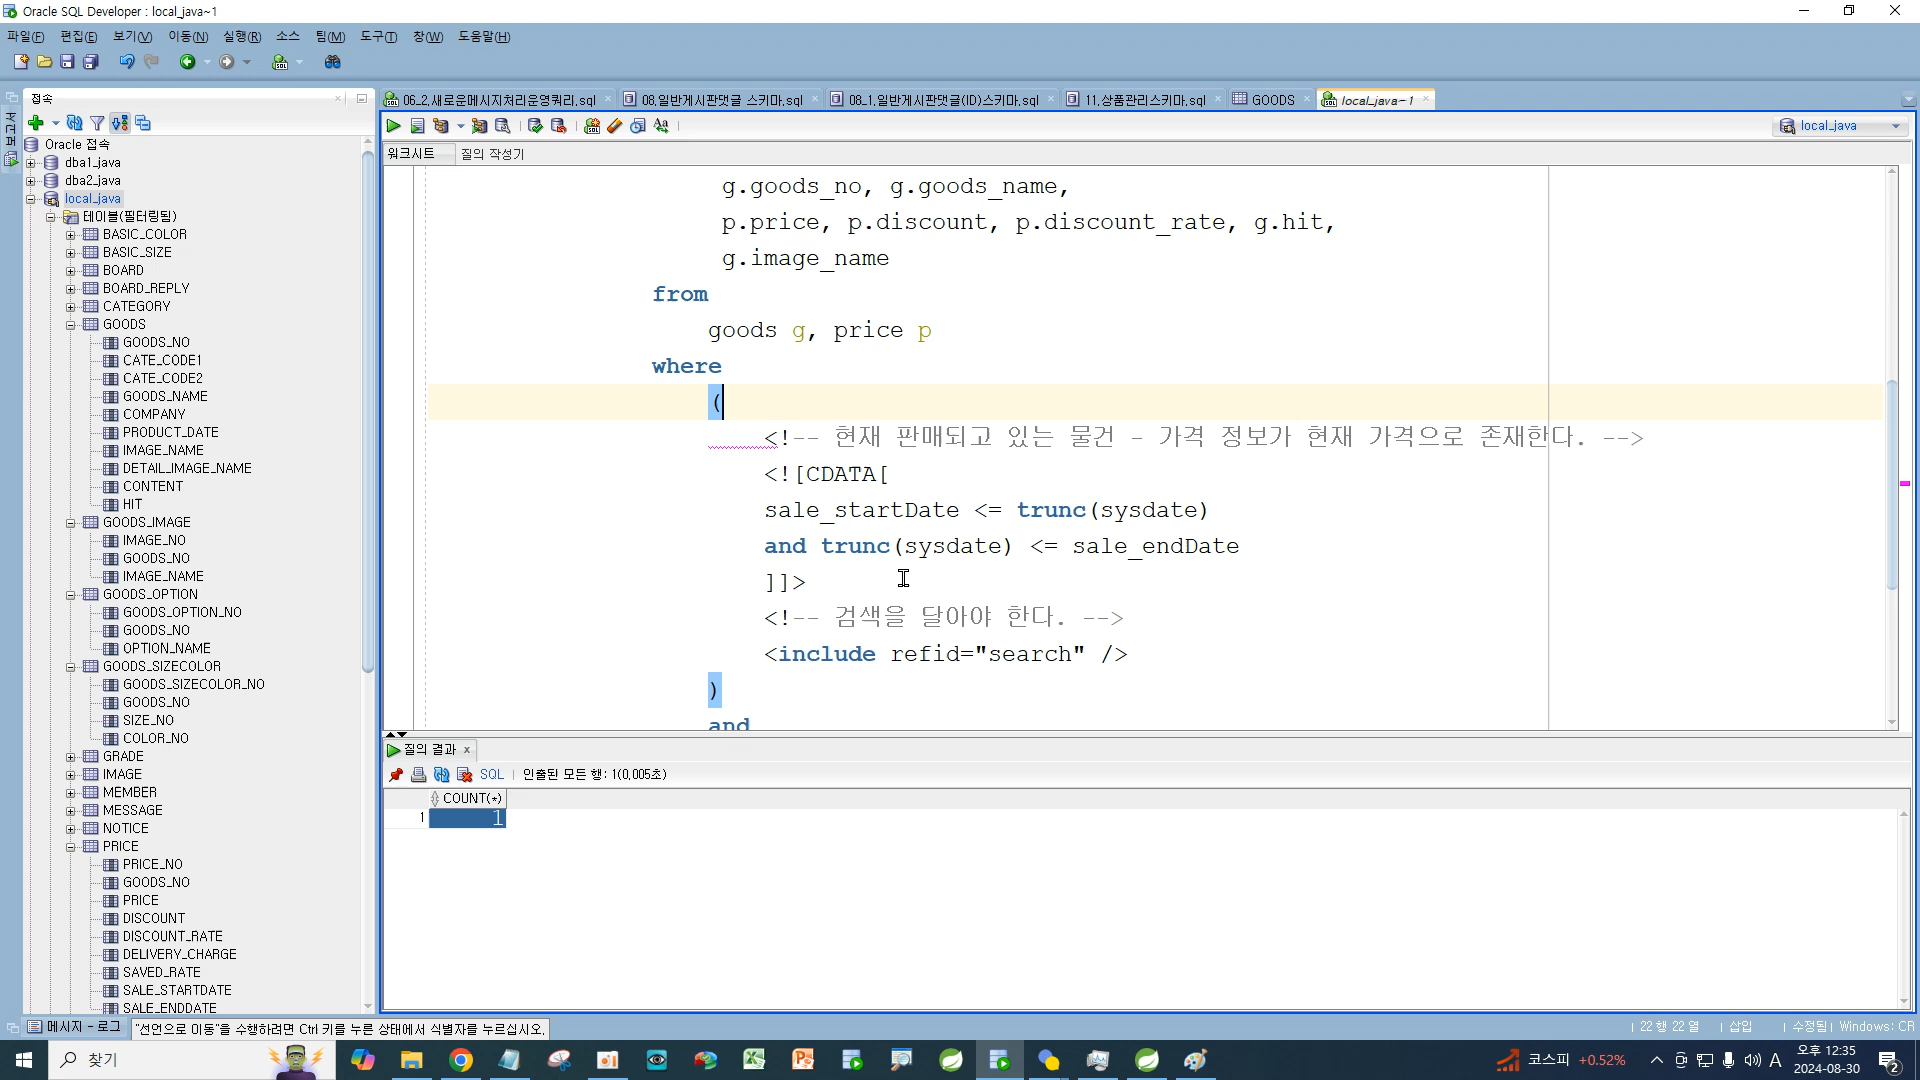 Oracle SQL Developer : local_java~1
파일(F) 편집(E) 보기(V) 이동(N) 실행(R) 소스 팀(M) 도구(T) 창(W) 도움말(H)
접속
Oracle 접속
dba1_java
dba2_java
local_java
테이블(필터링됨)
BASIC_COLOR
BASIC_SIZE
BOARD
BOARD_REPLY
CATEGORY
GOODS
GOODS_NO
CATE_CODE1
CATE_CODE2
GOODS_NAME
COMPANY
PRODUCT_DATE
IMAGE_NAME
DETAIL_IMAGE_NAME
CONTENT
HIT
GOODS_IMAGE
IMAGE_NO
GOODS_NO
IMAGE_NAME
GOODS_OPTION
GOODS_OPTION_NO
GOODS_NO
OPTION_NAME
GOODS_SIZECOLOR
GOODS_SIZECOLOR_NO
GOODS_NO
SIZE_NO
COLOR_NO
GRADE
IMAGE
MEMBER
MESSAGE
NOTICE
PRICE
PRICE_NO
GOODS_NO
PRICE
DISCOUNT
DISCOUNT_RATE
DELIVERY_CHARGE
SAVED_RATE
SALE_STARTDATE
SALE_ENDDATE
06_2.새로운메시지처리운영쿼리.sql 08.일반게시판댓글 스키마.sql 08_1.일반게시판댓글(ID)스키마.sql 11.상품관리스키마.sql GOODS local_java~1
local_java
워크시트 질의 작성기
g.goods_no, g.goods_name,
p.price, p.discount, p.discount_rate, g.hit,
g.image_name
from
goods g, price p
where
(
<!-- 현재 판매되고 있는 물건 - 가격 정보가 현재 가격으로 존재한다. -->
<![CDATA[
sale_startDate <= trunc(sysdate)
and trunc(sysdate) <= sale_endDate
]]>
<!-- 검색을 달아야 한다. -->
<include refid="search" />
)
and
질의 결과
SQL | 인출된 모든 행: 1(0,005초)
COUNT(*)
1 1
메시지 - 로그
"선언으로 이동"을 수행하려면 Ctrl 키를 누른 상태에서 식별자를 누르십시오.
22 행 22 열 | 삽입 | 수정됨 | Windows: CR
찾기
코스피 +0.52%
A
오후 12:35
2024-08-30
2